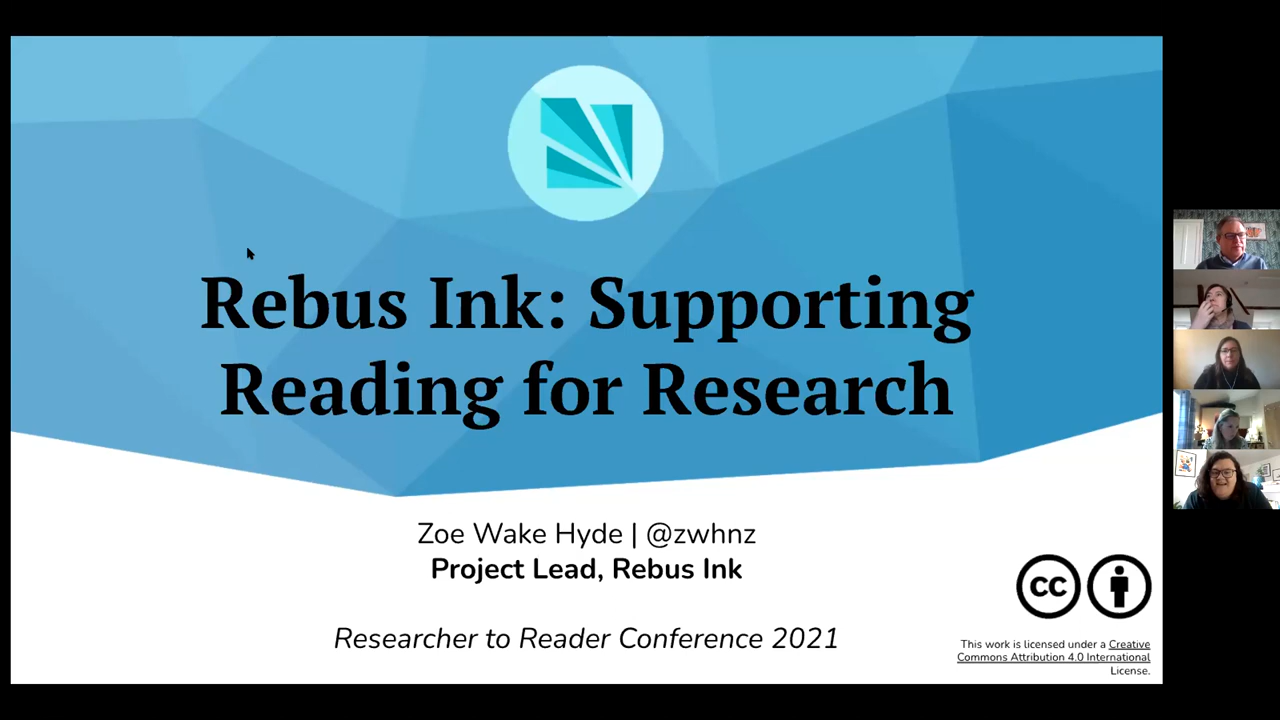 Rebus Ink: Supporting
Reading for Research
Zoe Wake Hyde | @zwhnz
Project Lead, Rebus Ink
Researcher to Reader Conference 2021
cc
This work is licensed under a Creative
Commons Attribution 4.0 International
License.